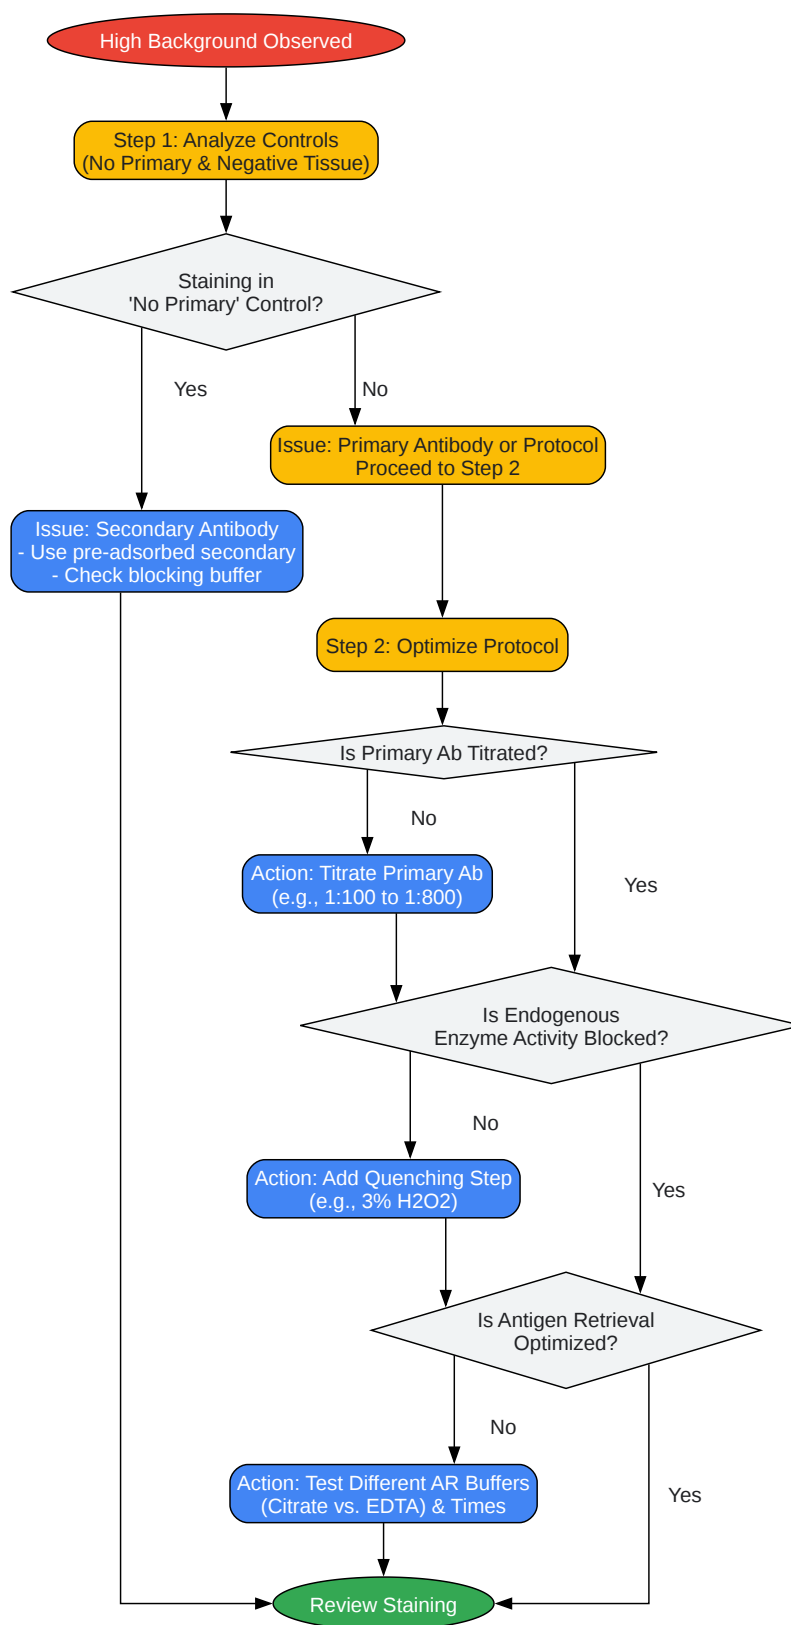 High Background Observed
Step 1: Analyze Controls
(No Primary & Negative Tissue)
Staining in
'No Primary' Control?
Yes
No
Issue: Primary Antibody or Protocol
Proceed to Step 2
Issue: Secondary Antibody
- Use pre-adsorbed secondary
- Check blocking buffer
Step 2: Optimize Protocol
Is Primary Ab Titrated?
No
Action: Titrate Primary Ab
(e.g., 1:100 to 1:800)
Yes
Is Endogenous
Enzyme Activity Blocked?
No
Action: Add Quenching Step
(e.g., 3% H2O2)
Yes
Is Antigen Retrieval
Optimized?
No
Action: Test Different AR Buffers
(Citrate vs. EDTA) & Times
Yes
Review Staining